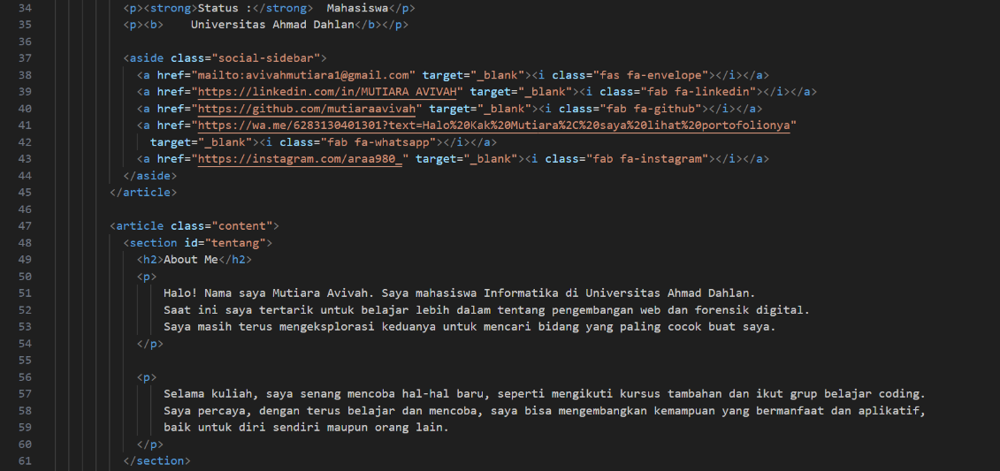 34 <p><strong>Status :</strong>  Mahasiswa</p>
35 <p><b>    Universitas Ahmad Dahlan</b></p>
36
37 <aside class="social-sidebar">
38 <a href="mailto:avivahmutiara1@gmail.com" target="_blank"><i class="fas fa-envelope"></i></a>
39 <a href="https://linkedin.com/in/MUTIARA AVIVAH" target="_blank"><i class="fab fa-linkedin"></i></a>
40 <a href="https://github.com/mutiaraavivah" target="_blank"><i class="fab fa-github"></i></a>
41 <a href="https://wa.me/6283130401301?text=Halo%20Kak%20Mutiara%2C%20saya%20lihat%20portofolionya"
42 target="_blank"><i class="fab fa-whatsapp"></i></a>
43 <a href="https://instagram.com/araa980_" target="_blank"><i class="fab fa-instagram"></i></a>
44 </aside>
45 </article>
46
47 <article class="content">
48 <section id="tentang">
49 <h2>About Me</h2>
50 <p>
51 Halo! Nama saya Mutiara Avivah. Saya mahasiswa Informatika di Universitas Ahmad Dahlan.
52 Saat ini saya tertarik untuk belajar lebih dalam tentang pengembangan web dan forensik digital.
53 Saya masih terus mengeksplorasi keduanya untuk mencari bidang yang paling cocok buat saya.
54 </p>
55
56 <p>
57 Selama kuliah, saya senang mencoba hal-hal baru, seperti mengikuti kursus tambahan dan ikut grup belajar coding.
58 Saya percaya, dengan terus belajar dan mencoba, saya bisa mengembangkan kemampuan yang bermanfaat dan aplikatif,
59 baik untuk diri sendiri maupun orang lain.
60 </p>
61 </section>